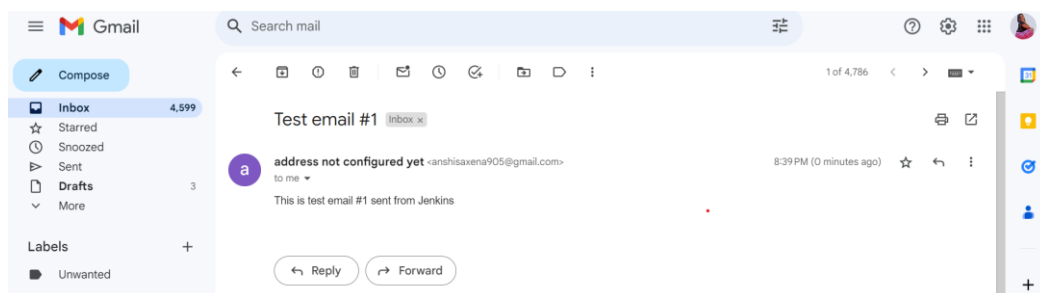 Gmail
Search mail
Compose
1 of 4,786
31
Inbox 4,599
Starred
Snoozed
Sent
Drafts 3
More
Labels
Unwanted
Test email #1 Inbox x
a
address not configured yet <anshisaxena905@gmail.com> 8:39 PM (0 minutes ago)
to me
This is test email #1 sent from Jenkins
Reply Forward